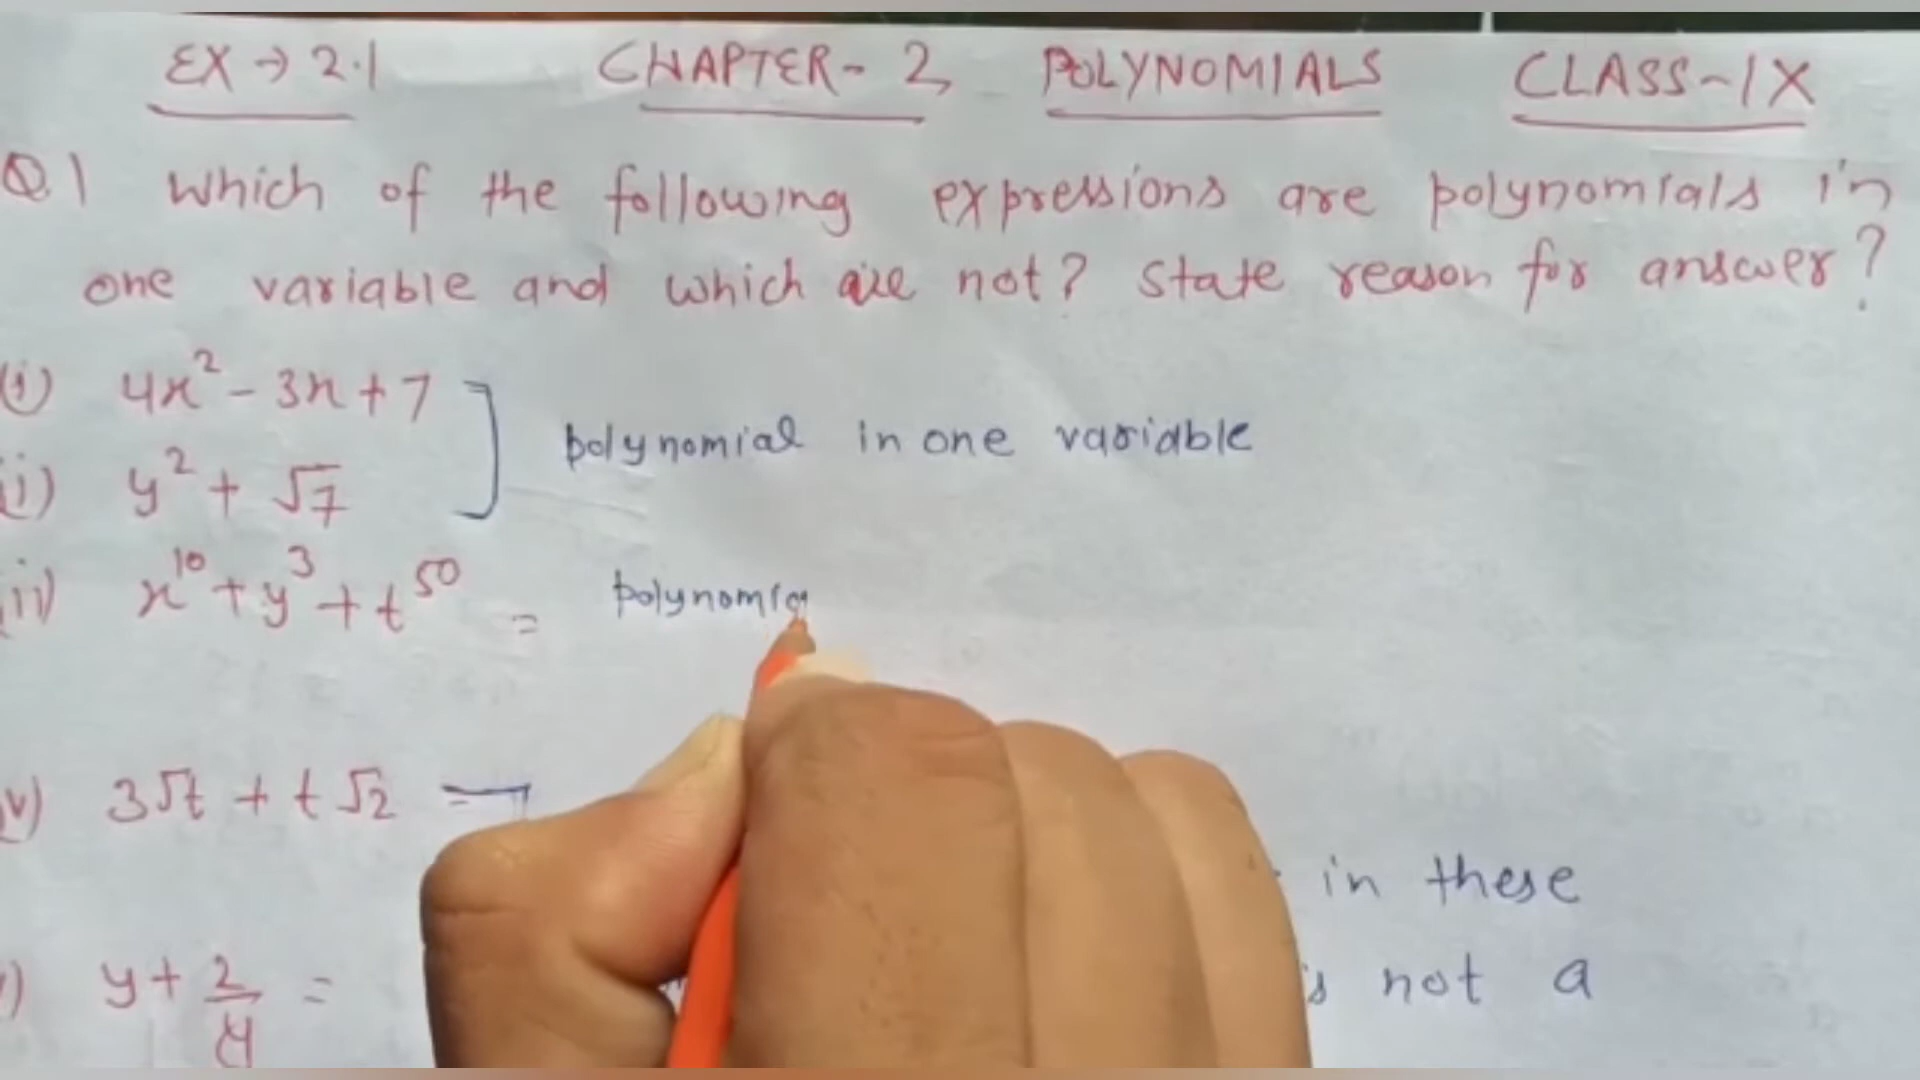 EX → 2.1 CHAPTER - 2 POLYNOMIALS CLASS - IX
Q.1 which of the following expressions are polynomials in
one variable and which are not? State reason for answer?
(i) 4x² - 3x + 7
ii) y² + √7
polynomial in one variable
iii) x¹⁰ + y³ + t⁵⁰ = polynomia
iv) 3√t + t√2 =
in these
) y + 2/y =
s not a